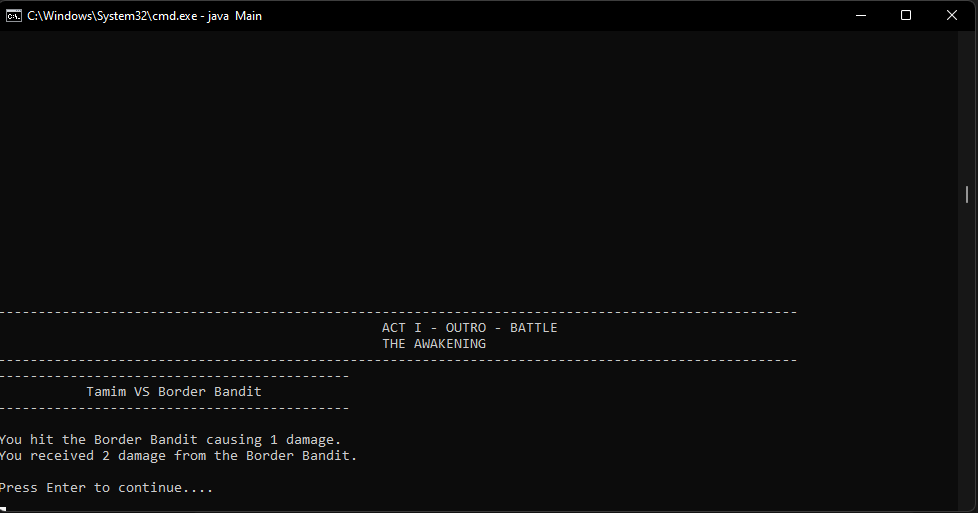 C:\Windows\System32\cmd.exe - java  Main
--------------------------------------------------------------------------------------------------
ACT I - OUTRO - BATTLE
THE AWAKENING
--------------------------------------------------------------------------------------------------
--------------------------------------------
Tamim VS Border Bandit
--------------------------------------------
You hit the Border Bandit causing 1 damage.
You received 2 damage from the Border Bandit.
Press Enter to continue....